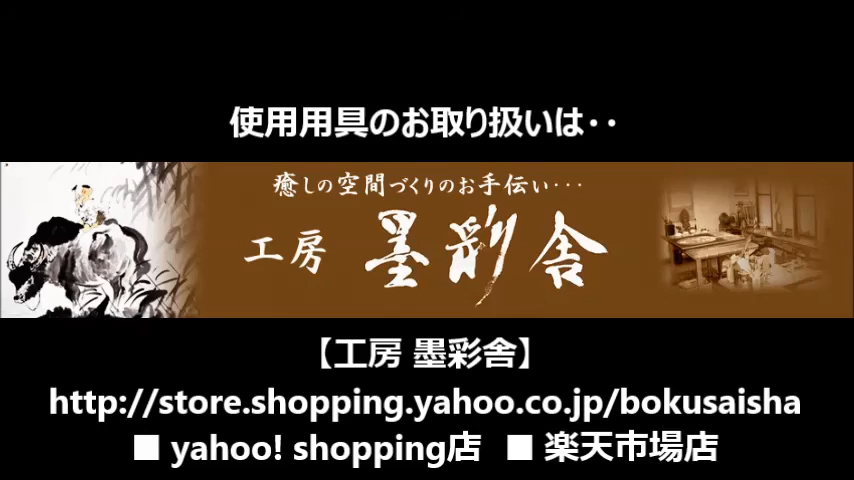 使用用具のお取り扱いは・・
癒しの空間づくりのお手伝い・・・
工房 墨彩舎
【工房 墨彩舎】
http://store.shopping.yahoo.co.jp/bokusaisha
■ yahoo! shopping店 ■ 楽天市場店